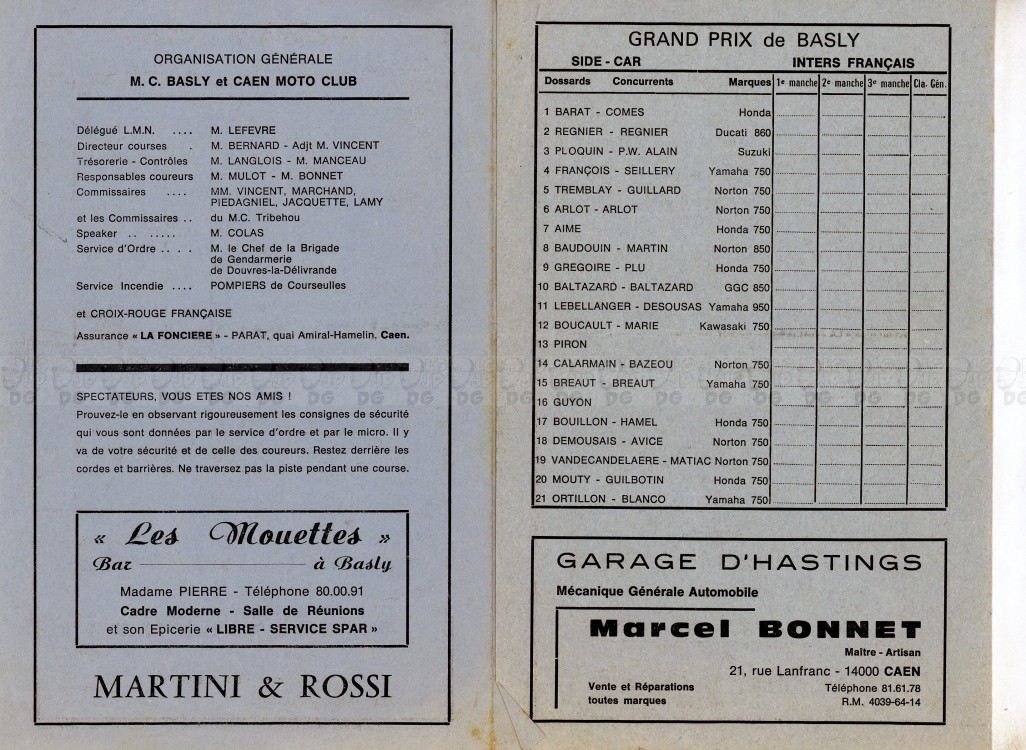 ORGANISATION GÉNÉRALE
M. C. BASLY et CAEN MOTO CLUB
Délégué L.M.N. .... M. LEFEVRE
Directeur courses . M. BERNARD - Adjt M. VINCENT
Trésorerie - Contrôles M. LANGLOIS - M. MANCEAU
Responsables coureurs M. MULOT - M. BONNET
Commissaires .... MM. VINCENT, MARCHAND,
PIEDAGNIEL, JACQUETTE, LAMY
et les Commissaires .. du M.C. Tribehou
Speaker .. ..... M. COLAS
Service d'Ordre .. . . M. le Chef de la Brigade
de Gendarmerie
de Douvres-la-Délivrande
Service Incendie .... POMPIERS de Courseulles
et CROIX-ROUGE FRANÇAISE
Assurance « LA FONCIERE » - PARAT, quai Amiral-Hamelin, Caen.
SPECTATEURS, VOUS ETES NOS AMIS !
Prouvez-le en observant rigoureusement les consignes de sécurité
qui vous sont données par le service d'ordre et par le micro. Il y
va de votre sécurité et de celle des coureurs. Restez derrière les
cordes et barrières. Ne traversez pas la piste pendant une course.
« Les Mouettes »
Bar à Basly
Madame PIERRE - Téléphone 80.00.91
Cadre Moderne - Salle de Réunions
et son Epicerie « LIBRE - SERVICE SPAR »
MARTINI & ROSSI
GRAND PRIX de BASLY
SIDE - CAR INTERS FRANÇAIS
Dossards Concurrents Marques 1e manche 2e manche 3e manche Cla. Gén.
1 BARAT - COMES Honda
2 REGNIER - REGNIER Ducati 860
3 PLOQUIN - P.W. ALAIN Suzuki
4 FRANÇOIS - SEILLERY Yamaha 750
5 TREMBLAY - GUILLARD Norton 750
6 ARLOT - ARLOT Norton 750
7 AIME Honda 750
8 BAUDOUIN - MARTIN Norton 850
9 GREGOIRE - PLU Honda 750
10 BALTAZARD - BALTAZARD GGC 850
11 LEBELLANGER - DESOUSAS Yamaha 950
12 BOUCAULT - MARIE Kawasaki 750
13 PIRON
14 CALARMAIN - BAZEOU Norton 750
15 BREAUT - BREAUT Yamaha 750
16 GUYON
17 BOUILLON - HAMEL Honda 750
18 DEMOUSAIS - AVICE Norton 750
19 VANDECANDELAERE - MATIAC Norton 750
20 MOUTY - GUILBOTIN Honda 750
21 ORTILLON - BLANCO Yamaha 750
GARAGE D'HASTINGS
Mécanique Générale Automobile
Marcel BONNET
Maître - Artisan
21, rue Lanfranc - 14000 CAEN
Vente et Réparations Téléphone 81.61.78
toutes marques R.M. 4039-64-14